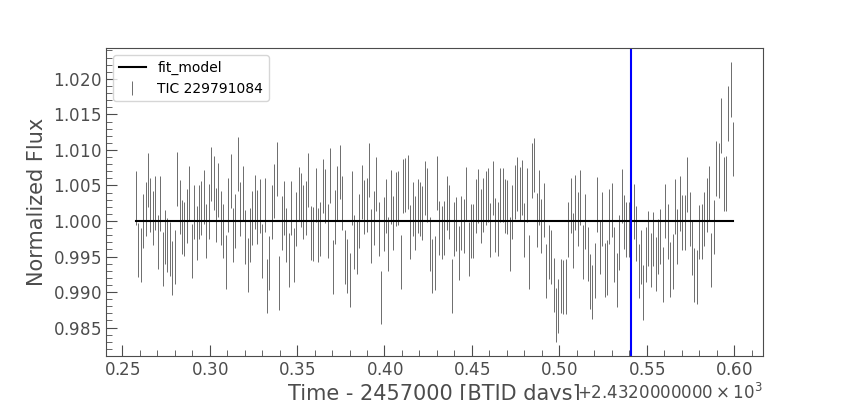 fit_model
TIC 229791084
1.020
1.015
1.010
1.005
1.000
0.995
0.990
0.985
Normalized Flux
0.25 0.30 0.35 0.40 0.45 0.50 0.55 0.60
Time - 2457000 [BTJD days]
+2.4320000000 × 10³